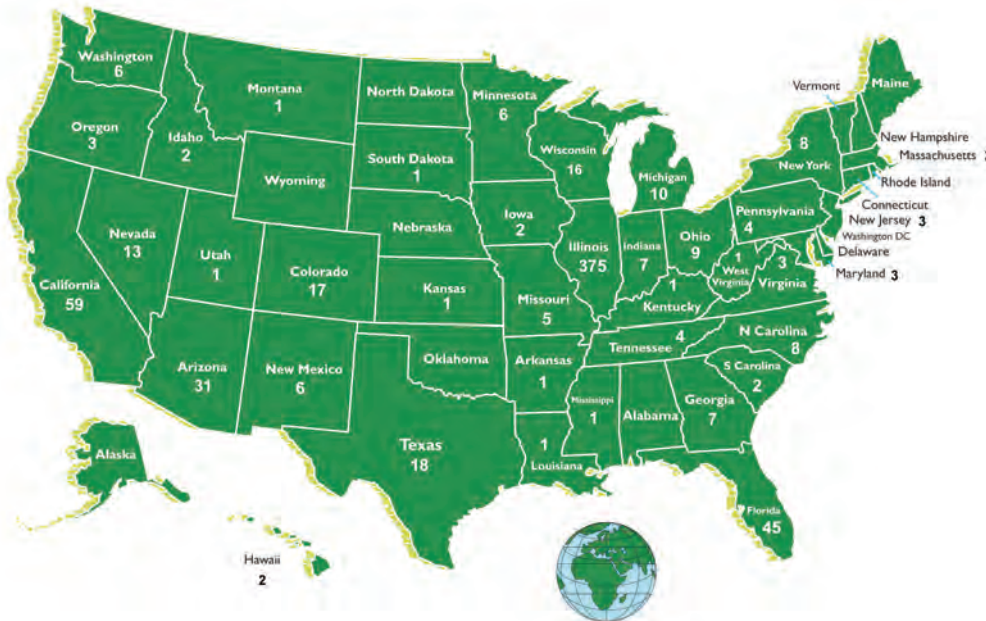 Washington
6
Montana
1
North Dakota
Minnesota
6
Vermont
Maine
Oregon
3
Idaho
2
South Dakota
1
Wisconsin
16
Michigan
10
8
New York
New Hampshire
Massachusetts
Rhode Island
Connecticut
New Jersey 3
Washington DC
Delaware
Maryland 3
Wyoming
Nebraska
Iowa
2
Illinois
375
Indiana
7
Ohio
9
Pennsylvania
4
Nevada
13
Utah
1
Colorado
17
Kansas
1
Missouri
5
Kentucky
1
1
West
Virginia
3
Virginia
California
59
Arizona
31
New Mexico
6
Oklahoma
Arkansas
1
4
Tennessee
N Carolina
8
S Carolina
2
Mississippi
1
Alabama
Georgia
7
Texas
18
1
Louisiana
Florida
45
Alaska
Hawaii
2